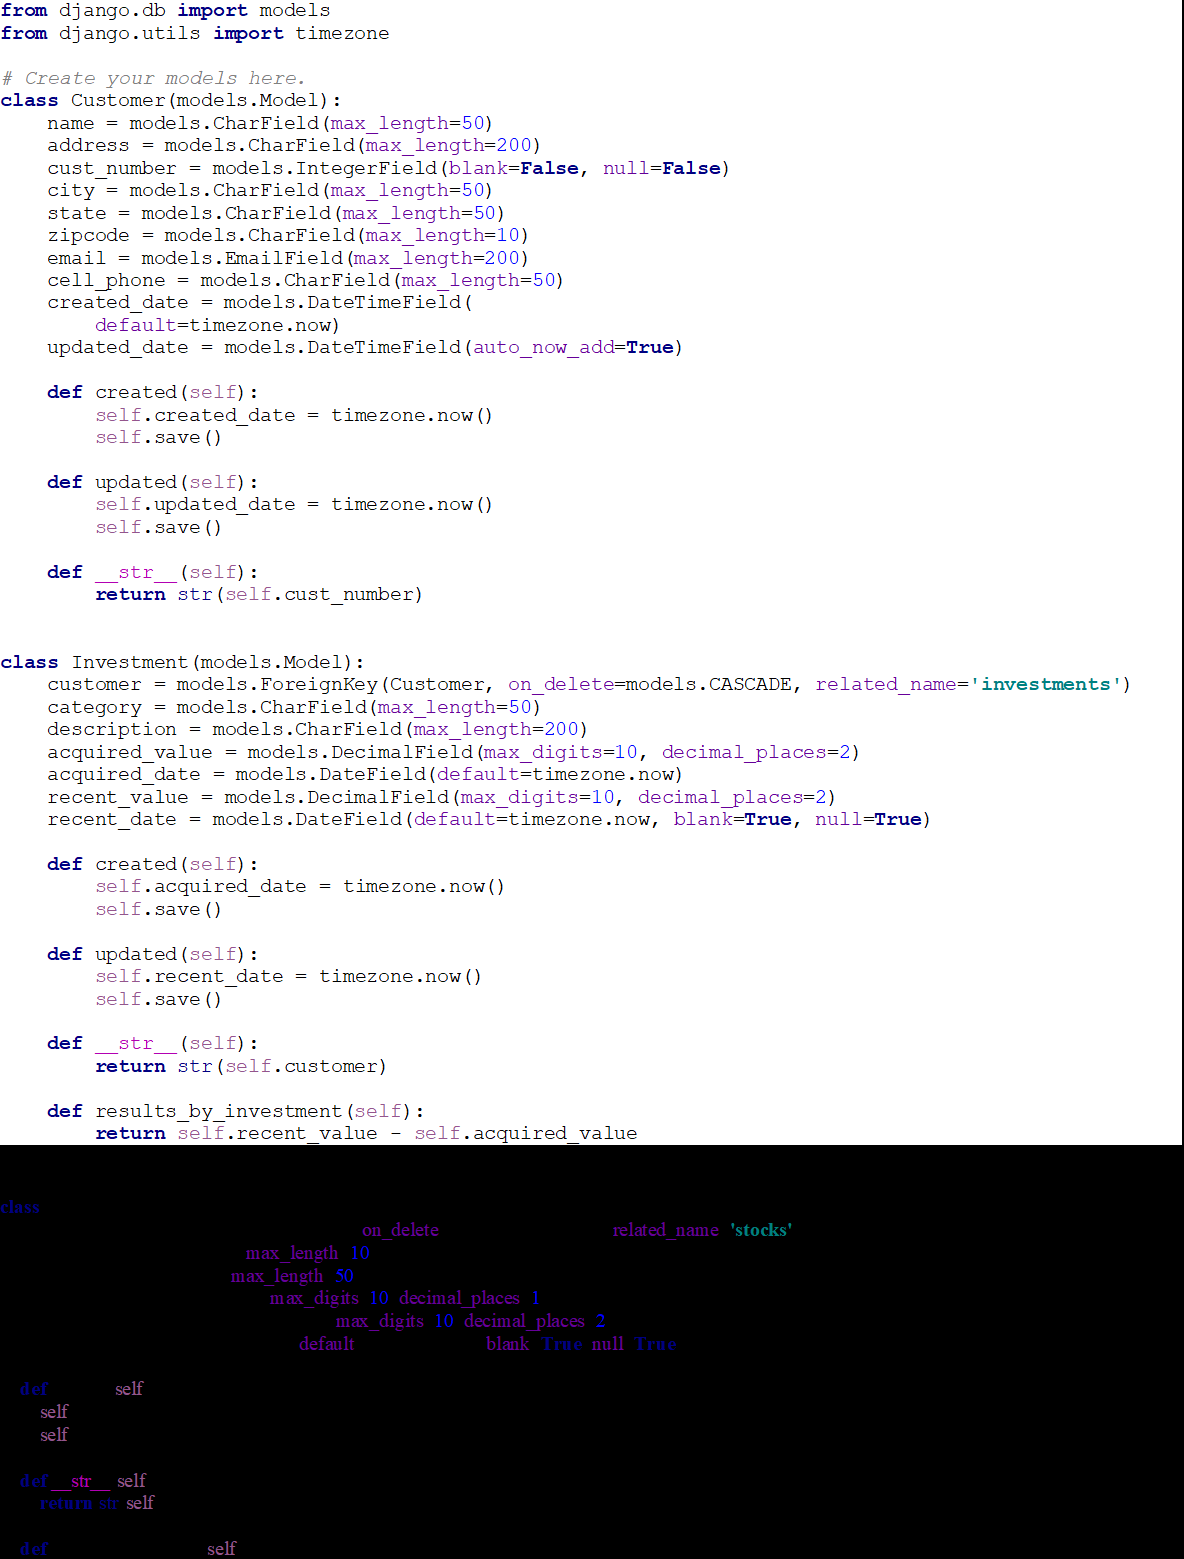 from django.db import models
from django.utils import timezone
# Create your models here.
class Customer(models.Model):
    name = models.CharField(max_length=50)
    address = models.CharField(max_length=200)
    cust_number = models.IntegerField(blank=False, null=False)
    city = models.CharField(max_length=50)
    state = models.CharField(max_length=50)
    zipcode = models.CharField(max_length=10)
    email = models.EmailField(max_length=200)
    cell_phone = models.CharField(max_length=50)
    created_date = models.DateTimeField(
        default=timezone.now)
    updated_date = models.DateTimeField(auto_now_add=True)
    def created(self):
        self.created_date = timezone.now()
        self.save()
    def updated(self):
        self.updated_date = timezone.now()
        self.save()
    def __str__(self):
        return str(self.cust_number)
class Investment(models.Model):
    customer = models.ForeignKey(Customer, on_delete=models.CASCADE, related_name='investments')
    category = models.CharField(max_length=50)
    description = models.CharField(max_length=200)
    acquired_value = models.DecimalField(max_digits=10, decimal_places=2)
    acquired_date = models.DateField(default=timezone.now)
    recent_value = models.DecimalField(max_digits=10, decimal_places=2)
    recent_date = models.DateField(default=timezone.now, blank=True, null=True)
    def created(self):
        self.acquired_date = timezone.now()
        self.save()
    def updated(self):
        self.recent_date = timezone.now()
        self.save()
    def __str__(self):
        return str(self.customer)
    def results_by_investment(self):
        return self.recent_value - self.acquired_value
class
on_delete related_name 'stocks'
max_length 10
max_length 50
max_digits 10 decimal_places 1
max_digits 10 decimal_places 2
default blank True null True
def self
self
self
def __str__ self
return str self
def self